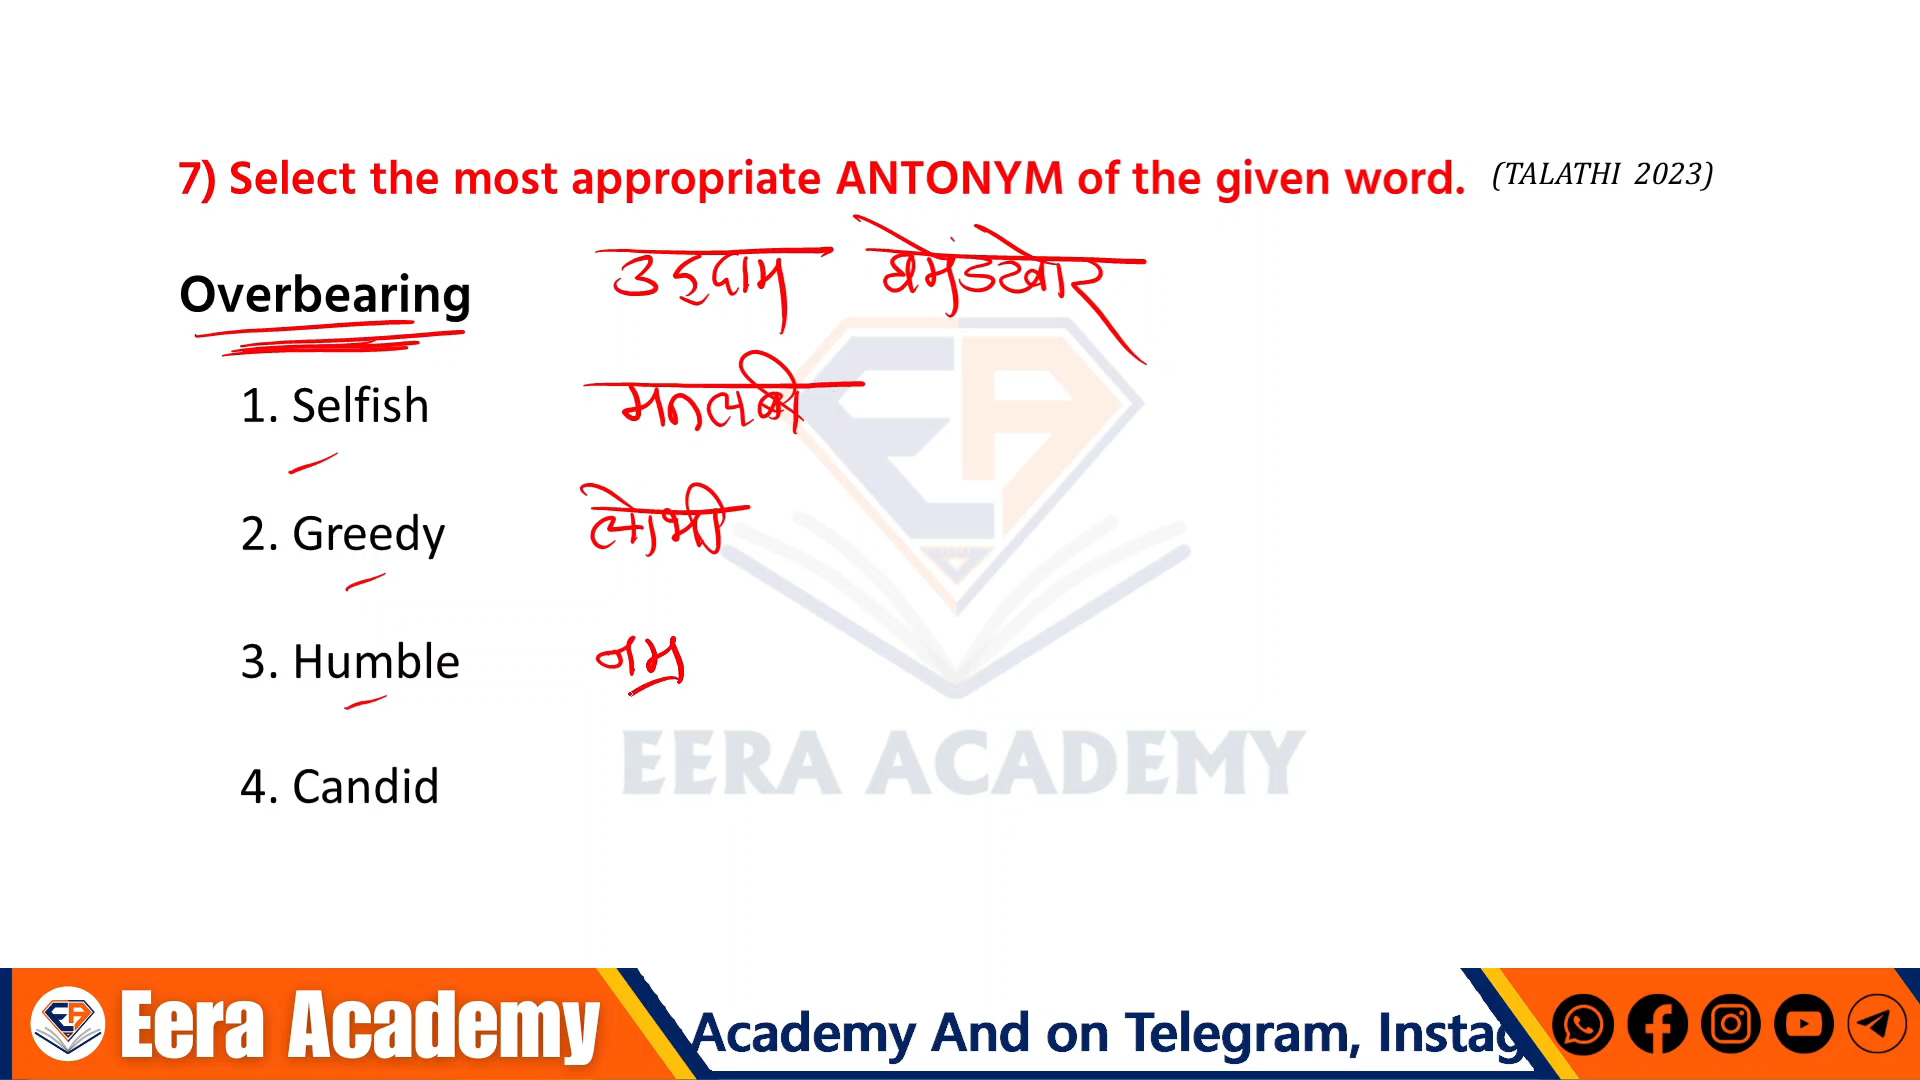 7) Select the most appropriate ANTONYM of the given word. (TALATHI 2023)
Overbearing उद्दाम घमेंडखोर
1. Selfish मतलबी
2. Greedy लोभी
3. Humble नम्र
4. Candid
EERA ACADEMY
Eera Academy Academy And on Telegram, Instag